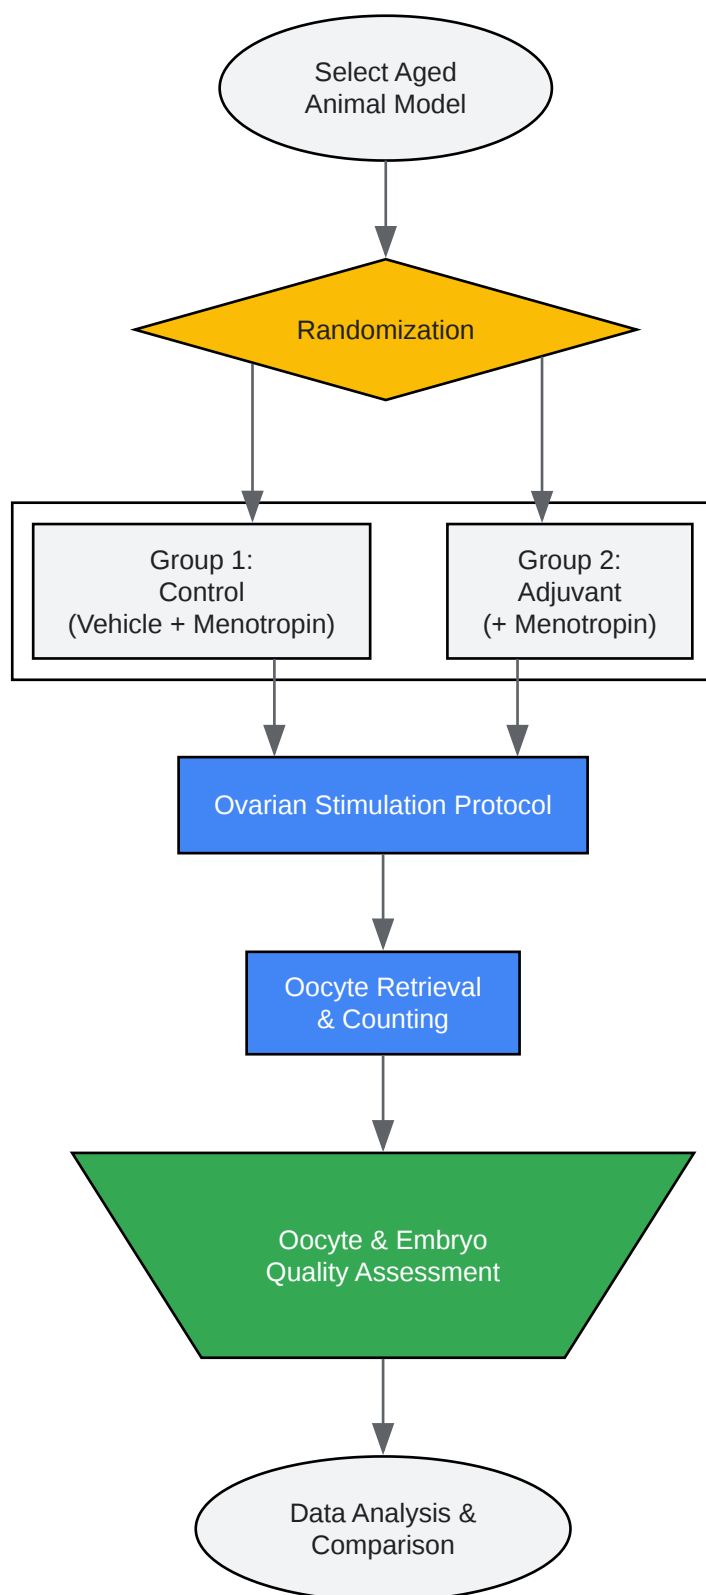 Select Aged
Animal Model
Randomization
Group 1:
Control
(Vehicle + Menotropin)
Group 2:
Adjuvant
(+ Menotropin)
Ovarian Stimulation Protocol
Oocyte Retrieval
& Counting
Oocyte & Embryo
Quality Assessment
Data Analysis &
Comparison